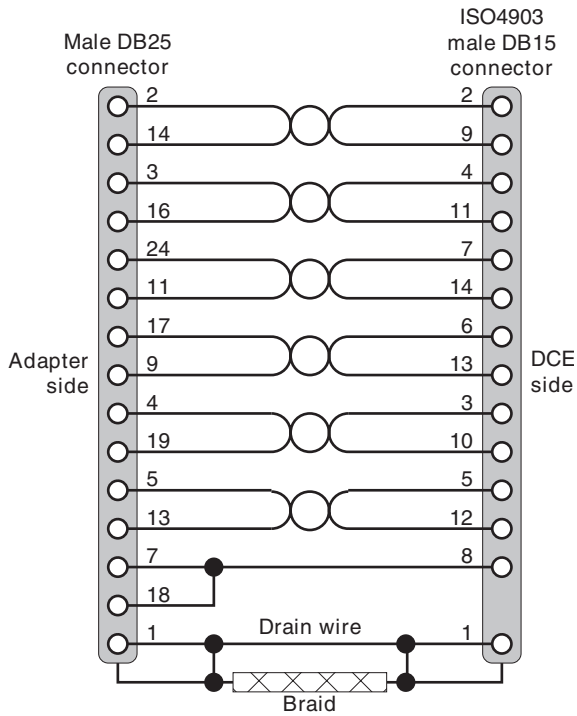 Male DB25
connector
ISO4903
male DB15
connector
2 2
14 9
3 4
16 11
24 7
11 14
17 6
9 13
4 3
19 10
5 5
13 12
7 8
18
1 Drain wire 1
Braid
Adapter
side
DCE
side